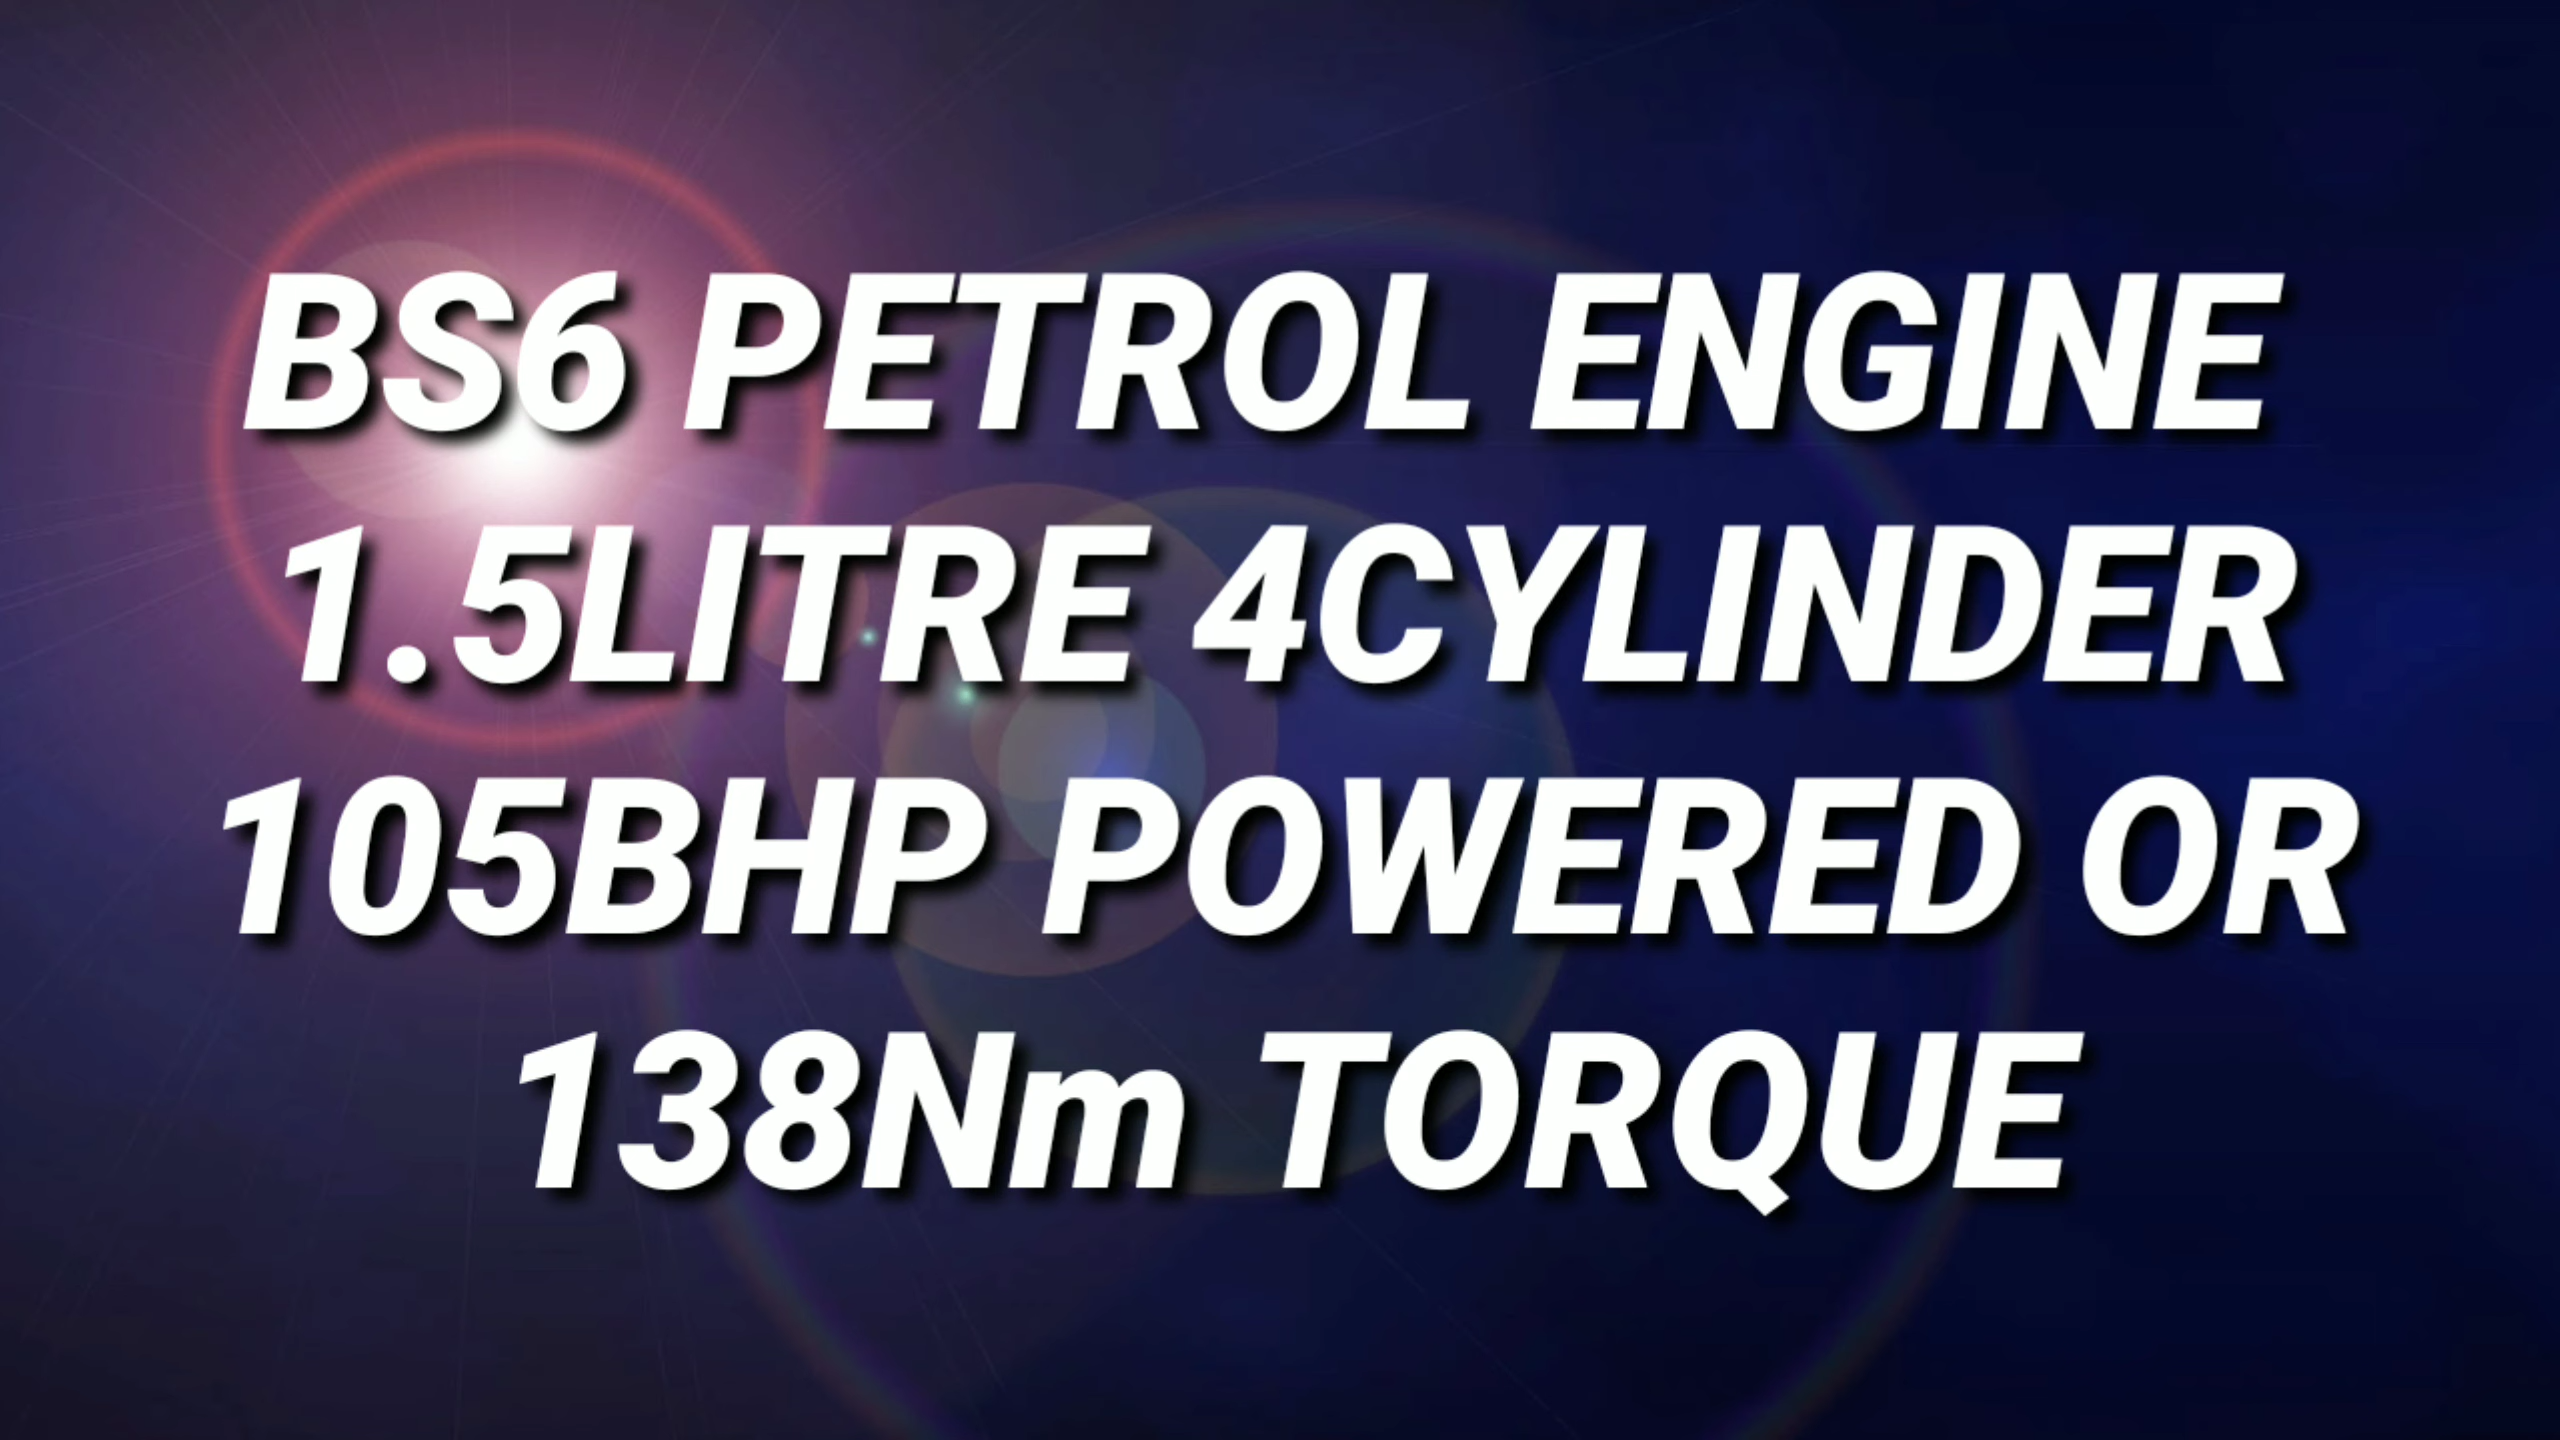 BS6 PETROL ENGINE
1.5LITRE 4CYLINDER
105BHP POWERED OR
138Nm TORQUE